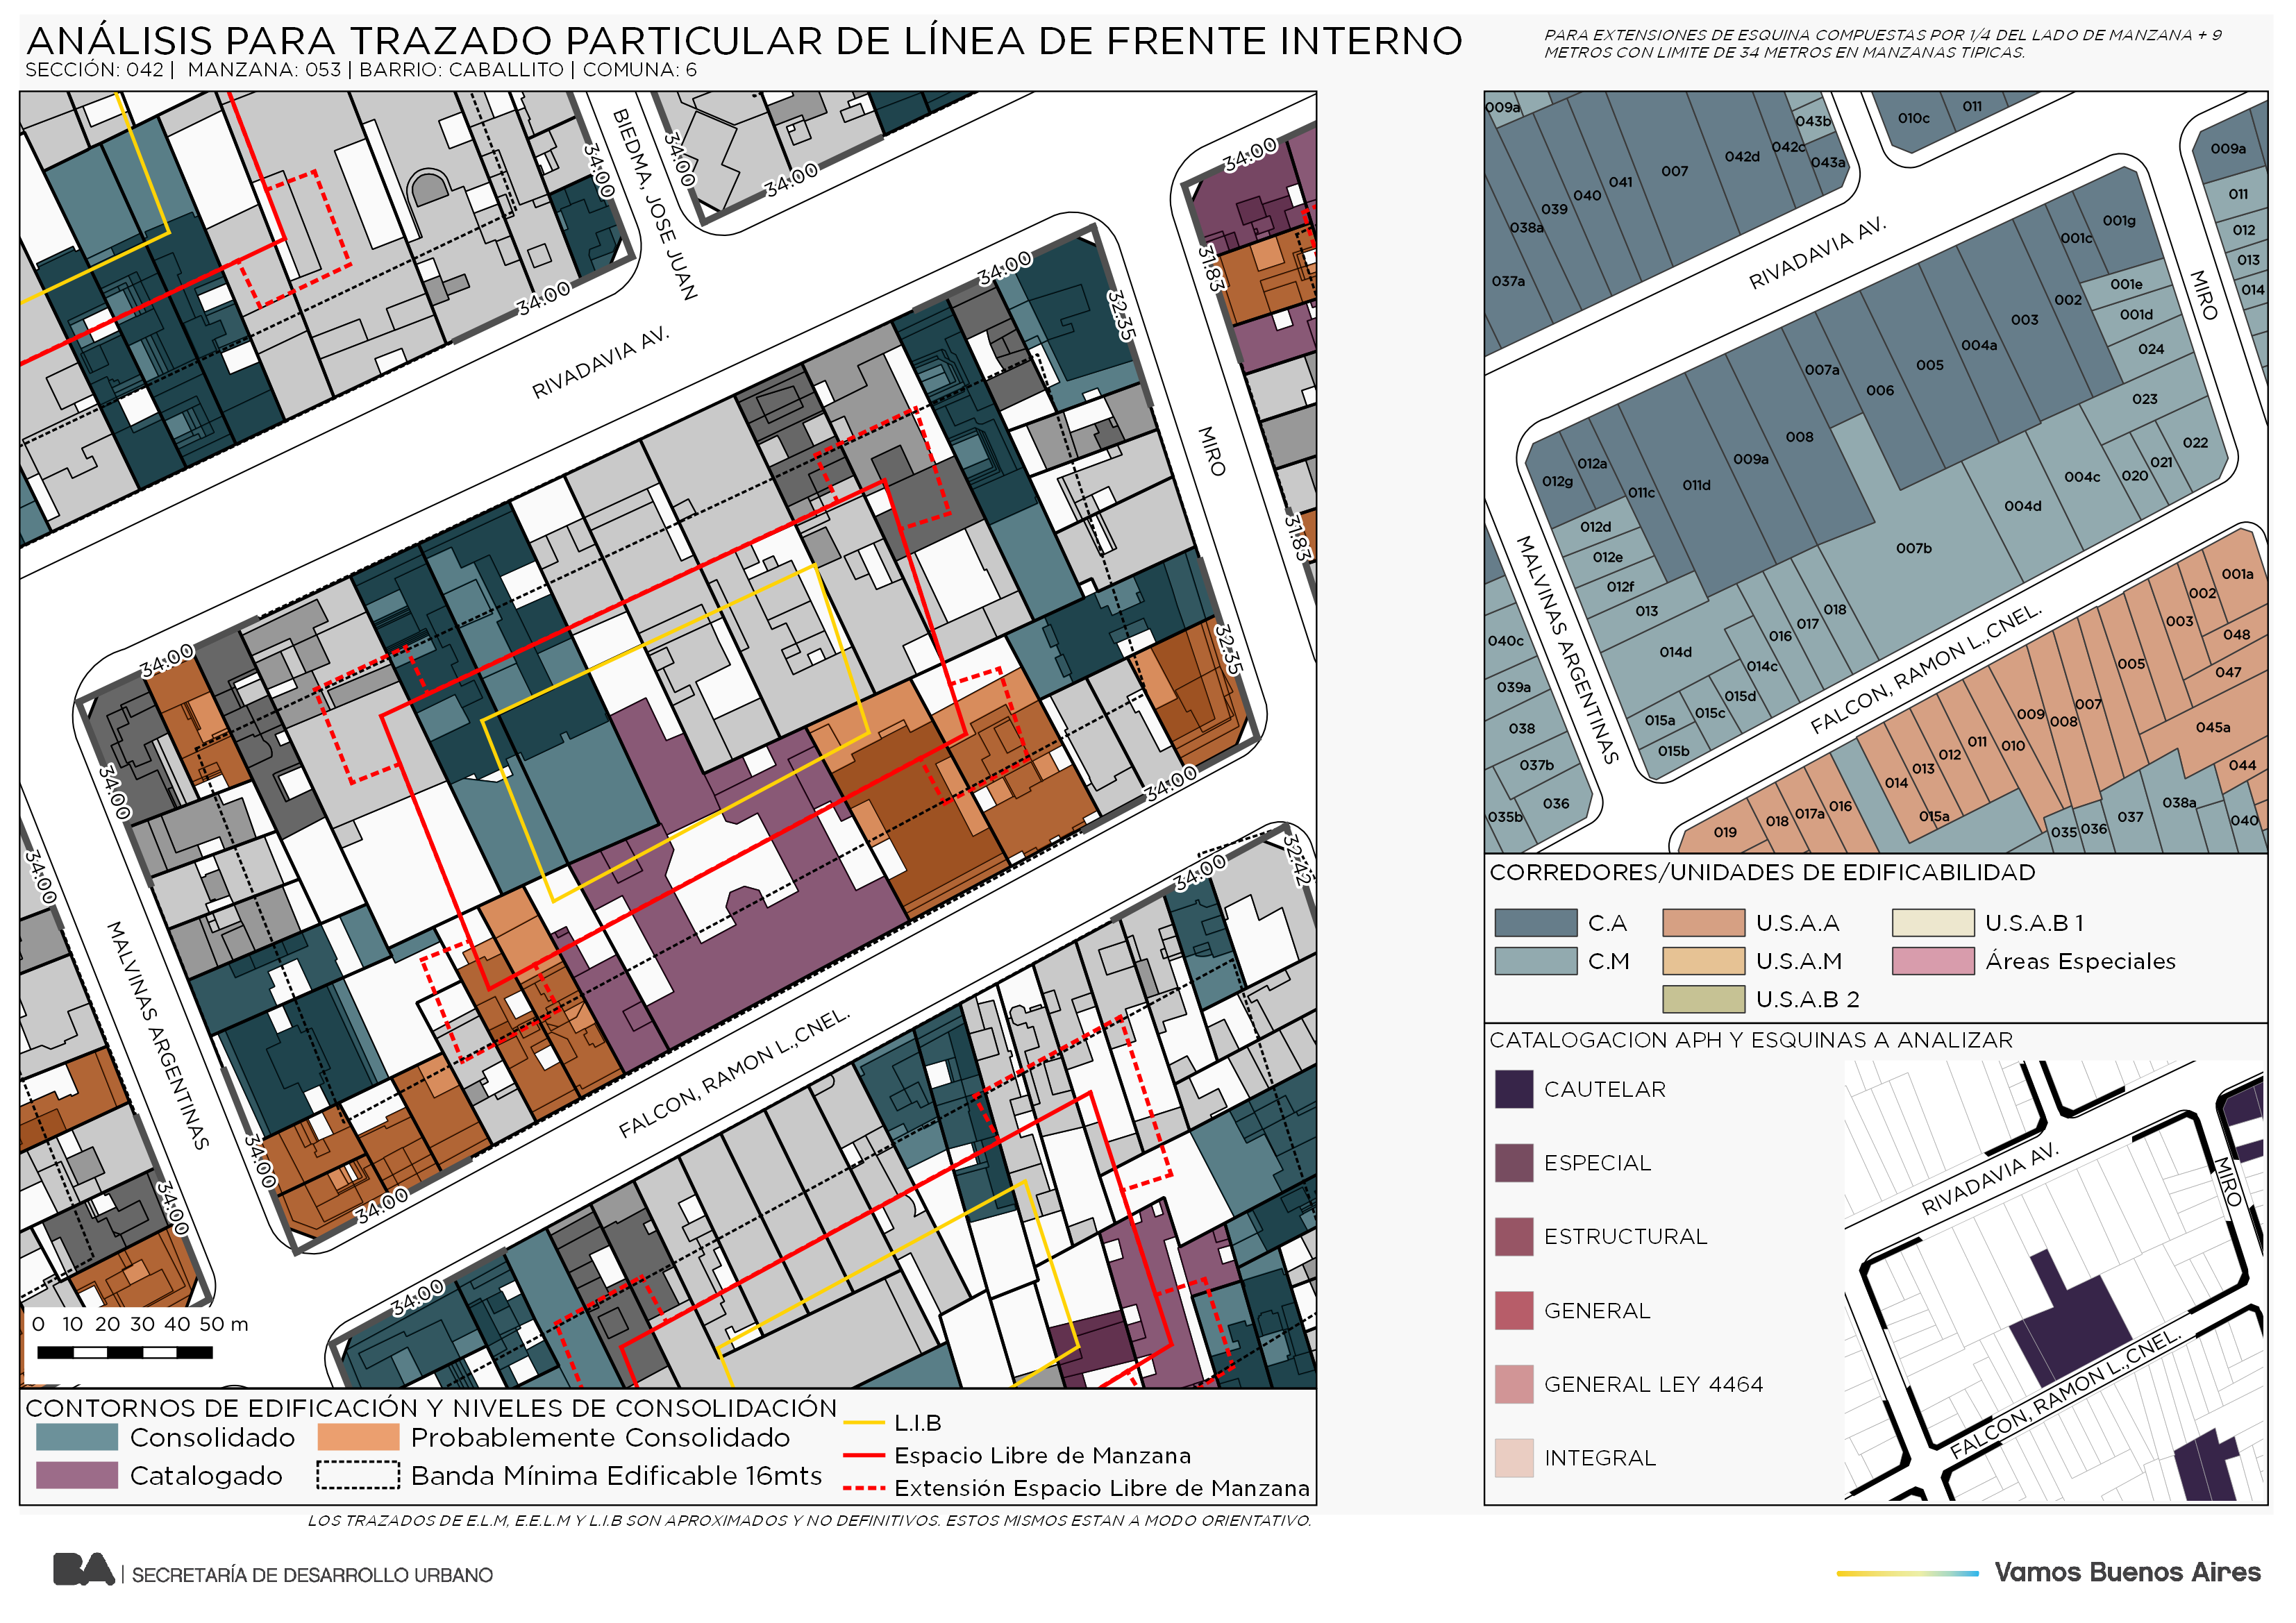 ANÁLISIS PARA TRAZADO PARTICULAR DE LÍNEA DE FRENTE INTERNO
SECCIÓN: 042 | MANZANA: 053 | BARRIO: CABALLITO | COMUNA: 6
PARA EXTENSIONES DE ESQUINA COMPUESTAS POR 1/4 DEL LADO DE MANZANA + 9
METROS CON LIMITE DE 34 METROS EN MANZANAS TIPICAS.
BIEDMA, JOSE JUAN
34.00
34.00
34.00
34.00
34.00
31.83
34.00
32.35
RIVADAVIA AV.
MIRO
31.83
34.00
34.00
32.35
34.00
34.00
MALVINAS ARGENTINAS
34.00
34.00
34.00
FALCON, RAMON L.,CNEL.
34.00
32.42
34.00
34.00
0 10 20 30 40 50 m
CONTORNOS DE EDIFICACIÓN Y NIVELES DE CONSOLIDACIÓN
Consolidado
Probablemente Consolidado
Catalogado
Banda Mínima Edificable 16mts
L.I.B
Espacio Libre de Manzana
Extensión Espacio Libre de Manzana
LOS TRAZADOS DE E.L.M, E.E.L.M Y L.I.B SON APROXIMADOS Y NO DEFINITIVOS. ESTOS MISMOS ESTAN A MODO ORIENTATIVO.
009a
038a
039
040
041
007
042d
042c
043b
043a
037a
010c
011
009a
011
012
013
014
RIVADAVIA AV.
MIRO
001g
001c
001e
001d
024
002
003
004a
005
006
007a
008
009a
011d
011c
012a
012g
012d
012e
012f
013
014d
014c
015a
015b
015c
015d
016
017
018
007b
004d
004c
020
021
022
023
MALVINAS ARGENTINAS
FALCON, RAMON L.,CNEL.
040c
039a
038
037b
036
035b
001a
002
003
048
047
005
045a
007
008
009
010
011
012
013
014
015a
016
017a
018
019
044
040
038a
037
036
035
CORREDORES/UNIDADES DE EDIFICABILIDAD
C.A
U.S.A.A
U.S.A.B 1
C.M
U.S.A.M
Áreas Especiales
U.S.A.B 2
CATALOGACION APH Y ESQUINAS A ANALIZAR
CAUTELAR
ESPECIAL
ESTRUCTURAL
GENERAL
GENERAL LEY 4464
INTEGRAL
RIVADAVIA AV.
MIRO
FALCON, RAMON L.,CNEL.
BA | SECRETARÍA DE DESARROLLO URBANO
Vamos Buenos Aires